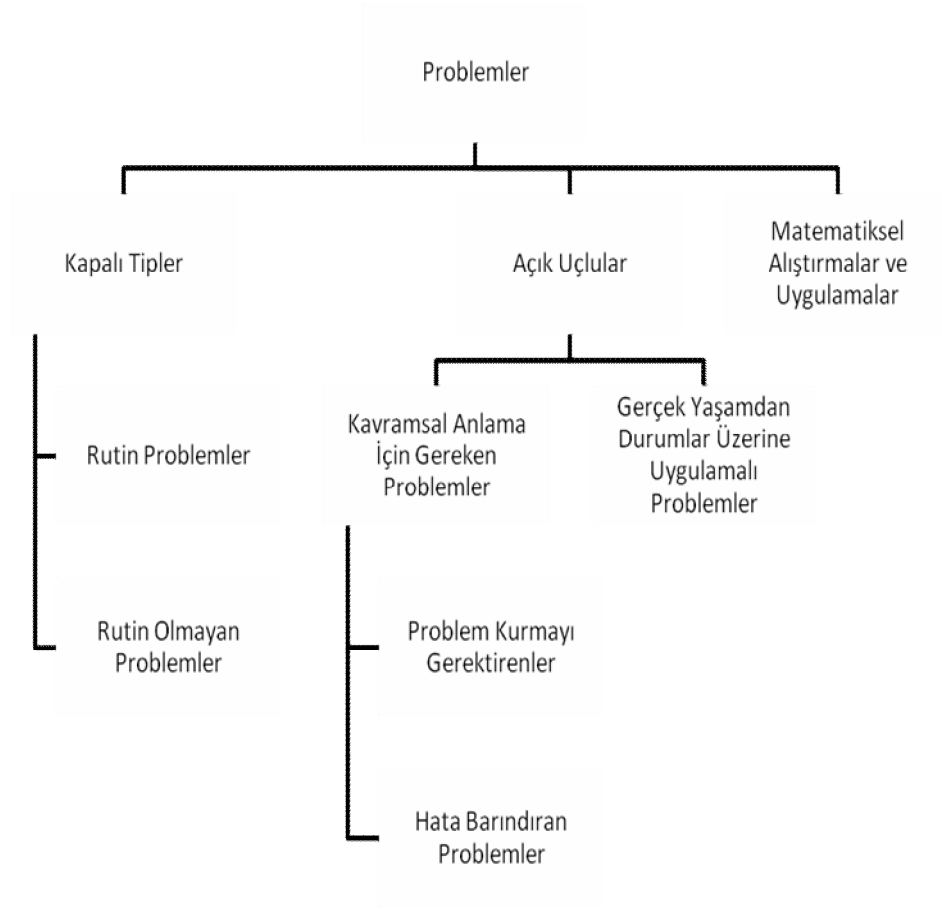 Problemler
Kapalı Tipler
Açık Uçlular
Matematiksel
Alıştırmalar ve
Uygulamalar
Rutin Problemler
Rutin Olmayan
Problemler
Kavramsal Anlama
İçin Gereken
Problemler
Gerçek Yaşamdan
Durumlar Üzerine
Uygulamalı
Problemler
Problem Kurmayı
Gerektirenler
Hata Barındıran
Problemler